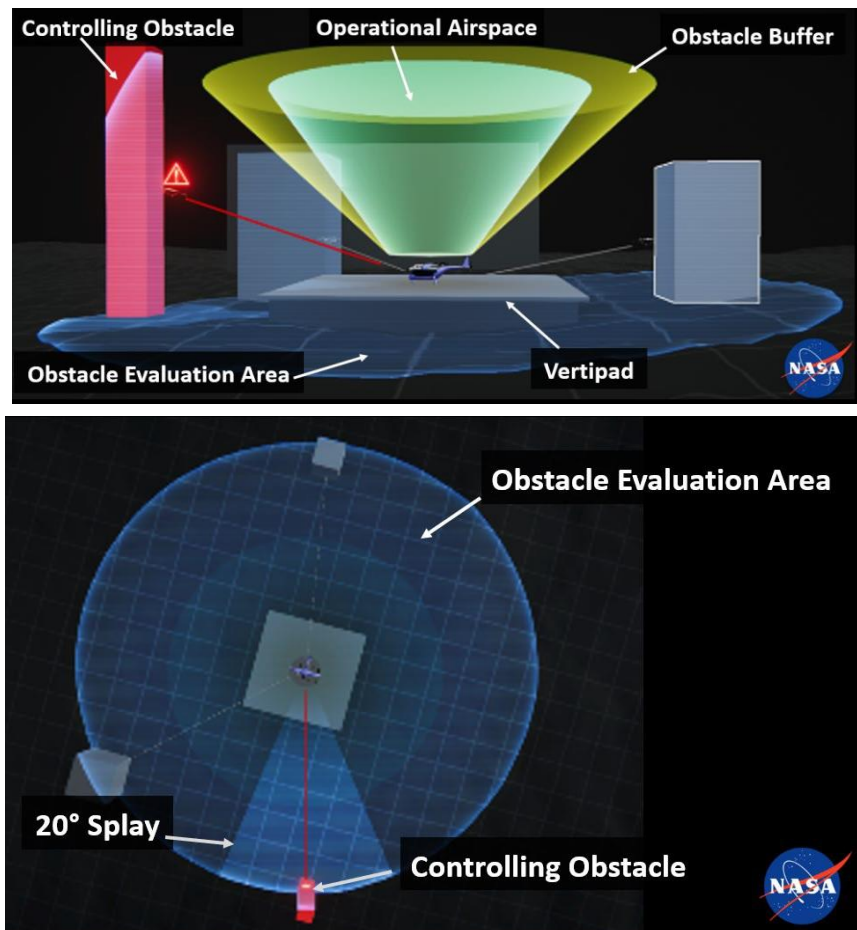 Controlling Obstacle
Operational Airspace
Obstacle Buffer
Obstacle Evaluation Area
Vertipad
NASA
Obstacle Evaluation Area
20° Splay
Controlling Obstacle
NASA